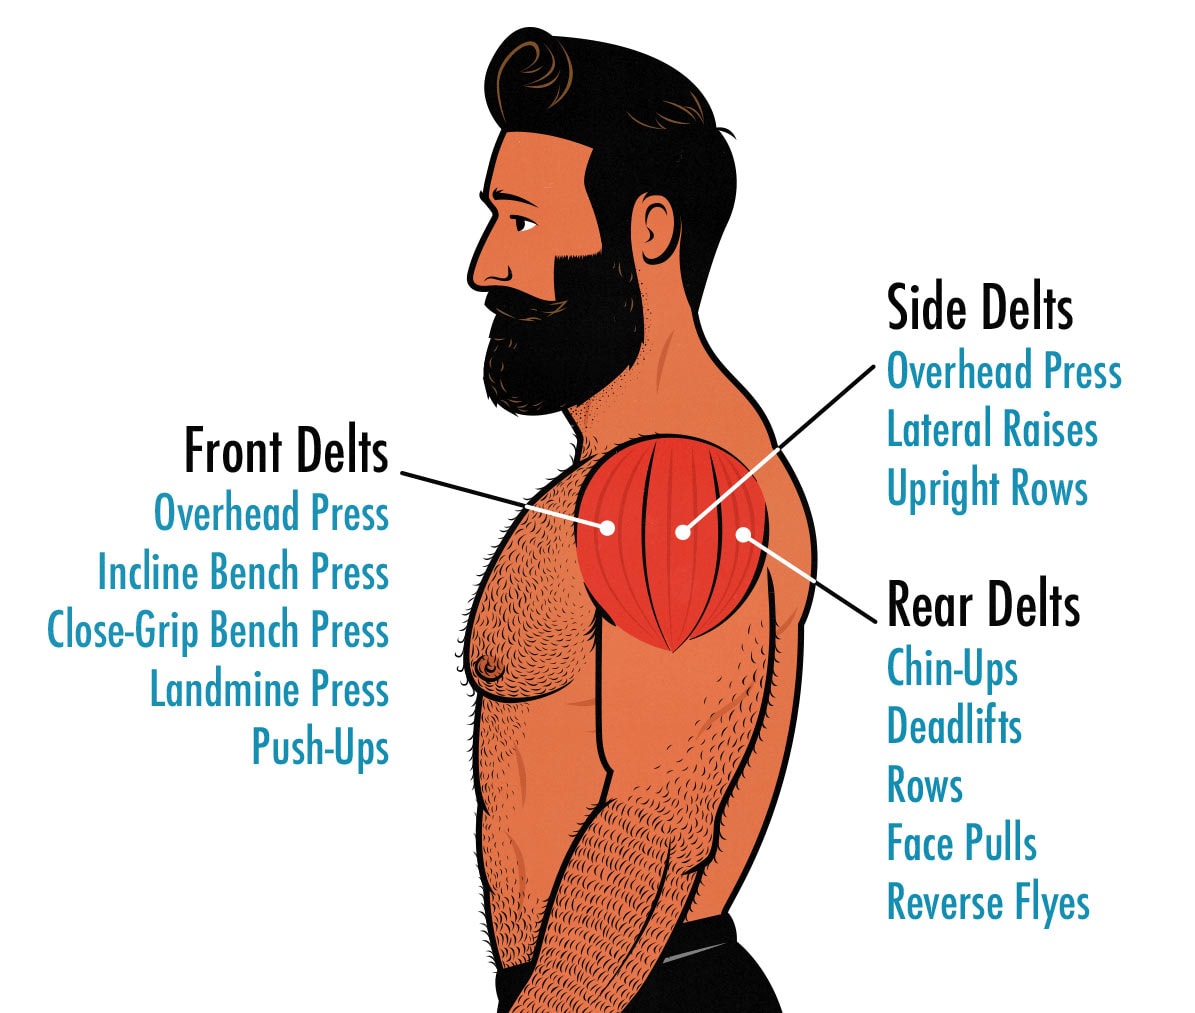 Front Delts
Overhead Press
Incline Bench Press
Close-Grip Bench Press
Landmine Press
Push-Ups
Side Delts
Overhead Press
Lateral Raises
Upright Rows
Rear Delts
Chin-Ups
Deadlifts
Rows
Face Pulls
Reverse Flyes